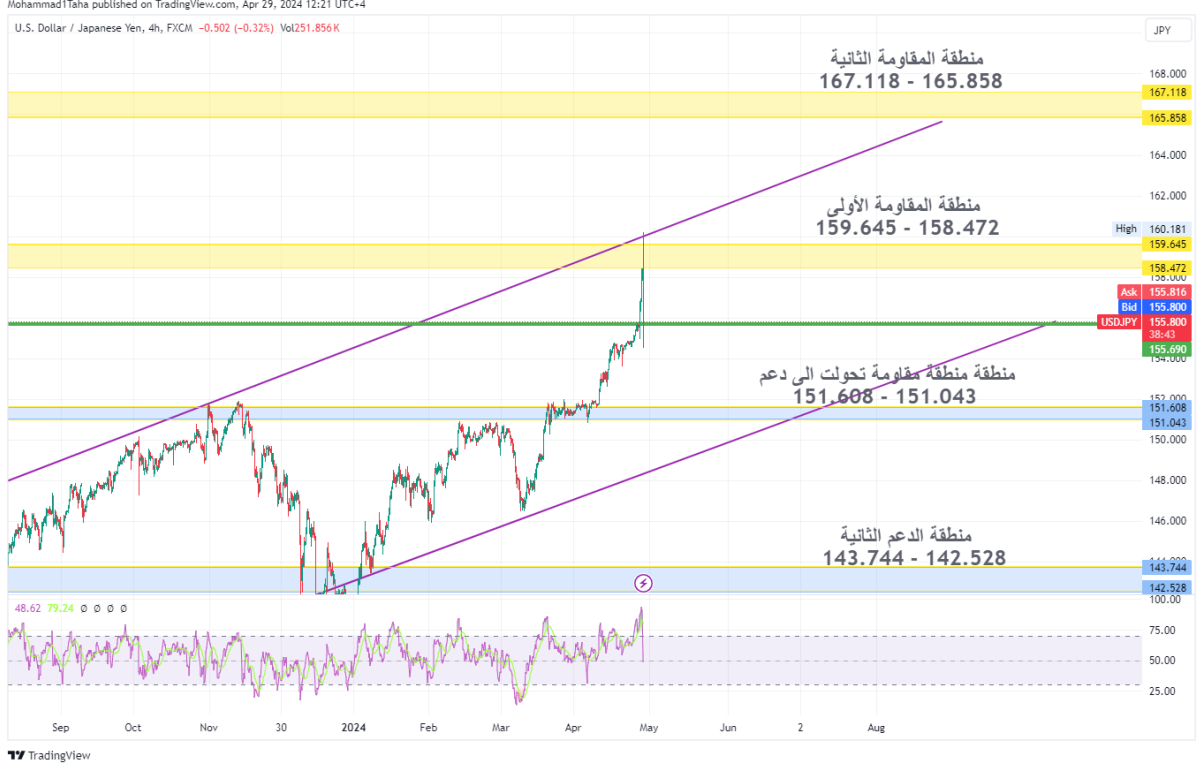 Mohammad1Taha published on TradingView.com, Apr 29, 2024 12:21 UTC+4
U.S. Dollar / Japanese Yen, 4h, FXCM −0.502 (−0.32%) Vol251.856K
JPY
منطقة المقاومة الثانية
167.118 - 165.858
168.000
167.118
165.858
164.000
162.000
منطقة المقاومة الأولى
159.645 - 158.472
High 160.181
159.645
158.472
158.000
Ask 155.816
Bid 155.800
USDJPY 155.800
38:43
155.690
154.000
منطقة منطقة مقاومة تحولت الى دعم
151.608 - 151.043
152.000
151.608
151.043
150.000
148.000
146.000
منطقة الدعم الثانية
143.744 - 142.528
144.000
143.744
142.528
48.62 79.24 ∅ ∅ ∅ ∅
100.00
75.00
50.00
25.00
Sep Oct Nov 30 2024 Feb Mar Apr May Jun 2 Aug
TradingView